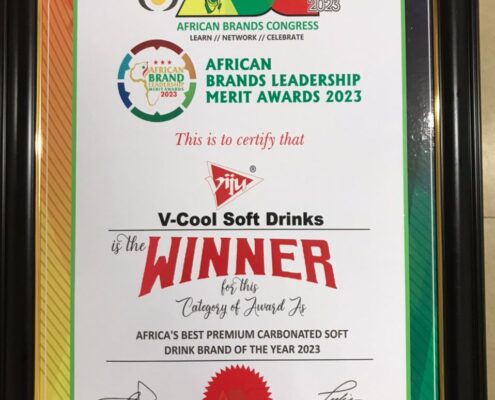 2023
AFRICAN BRANDS CONGRESS
LEARN // NETWORK // CELEBRATE
AFRICAN
BRAND
LEADERSHIP
MERIT AWARDS
2023
AFRICAN
BRANDS LEADERSHIP
MERIT AWARDS 2023
This is to certify that
Viju®
V-Cool Soft Drinks
is the
WINNER
for this
Category of Award As
AFRICA'S BEST PREMIUM CARBONATED SOFT
DRINK BRAND OF THE YEAR 2023